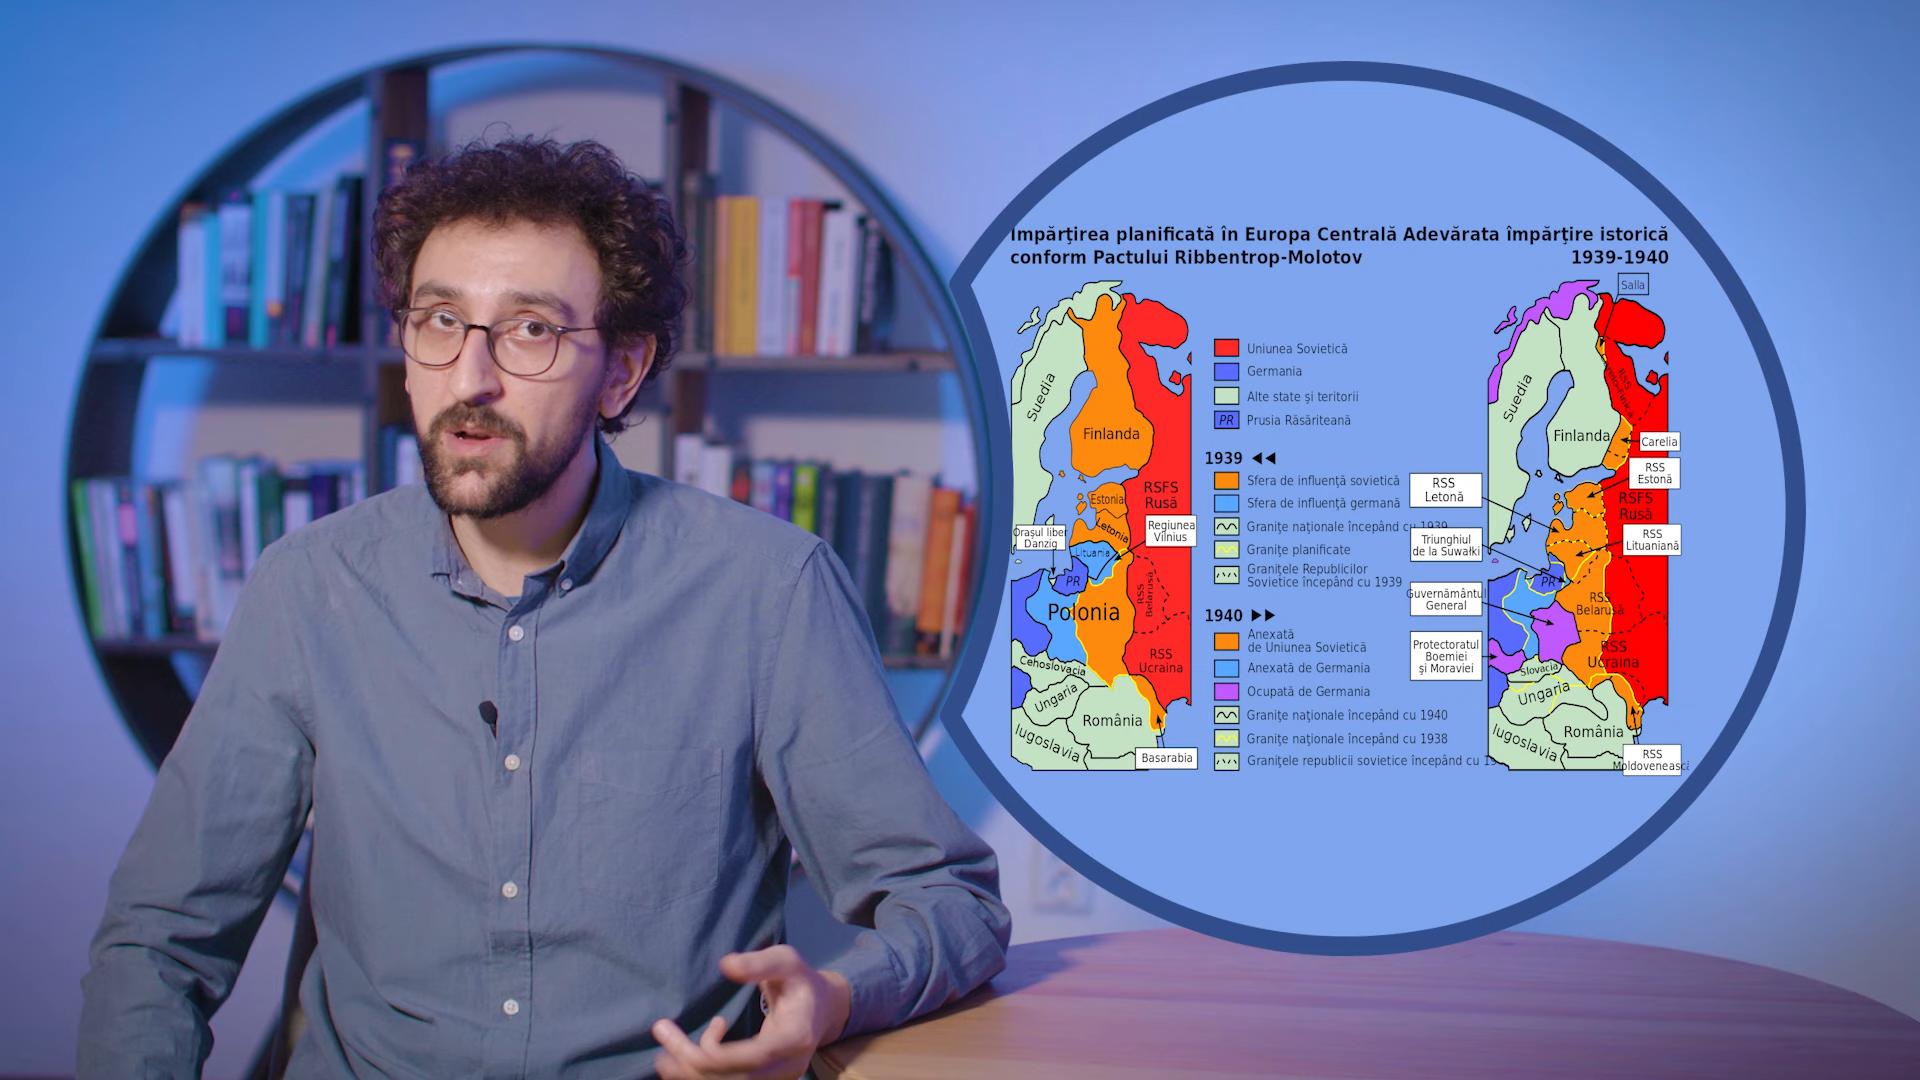 Împărțirea planificată în Europa Centrală
conform Pactului Ribbentrop-Molotov
Adevărata împărțire istorică
1939-1940
Suedia
Finlanda
Estonia
Letonia
Lituania
RSFS
Rusă
Orașul liber
Danzig
Regiunea
Vilnius
PR
Polonia
RSS
Belarusă
RSS
Ucraina
Cehoslovacia
Ungaria
România
Iugoslavia
Basarabia
Uniunea Sovietică
Germania
Alte state și teritorii
PR Prusia Răsăriteană
1939 ◄◄
Sfera de influență sovietică
Sfera de influență germană
Granițe naționale începând cu 1939
Granițe planificate
Granițele Republicilor
Sovietice începând cu 1939
1940 ►►
Anexată
de Uniunea Sovietică
Anexată de Germania
Ocupată de Germania
Granițe naționale începând cu 1940
Granițe naționale începând cu 1938
Granițele republicii sovietice începând cu
Salla
Suedia
Finlanda
RSS
Carelia
RSS
Estonă
RSS
Letonă
RSFS
Rusă
RSS
Lituaniană
Triunghiul
de la Suwałki
PR
Guvernământul
General
RSS
Belarusă
Protectoratul
Boemiei
și Moraviei
RSS
Ucraina
Slovacia
Ungaria
România
Iugoslavia
RSS
Moldovenească